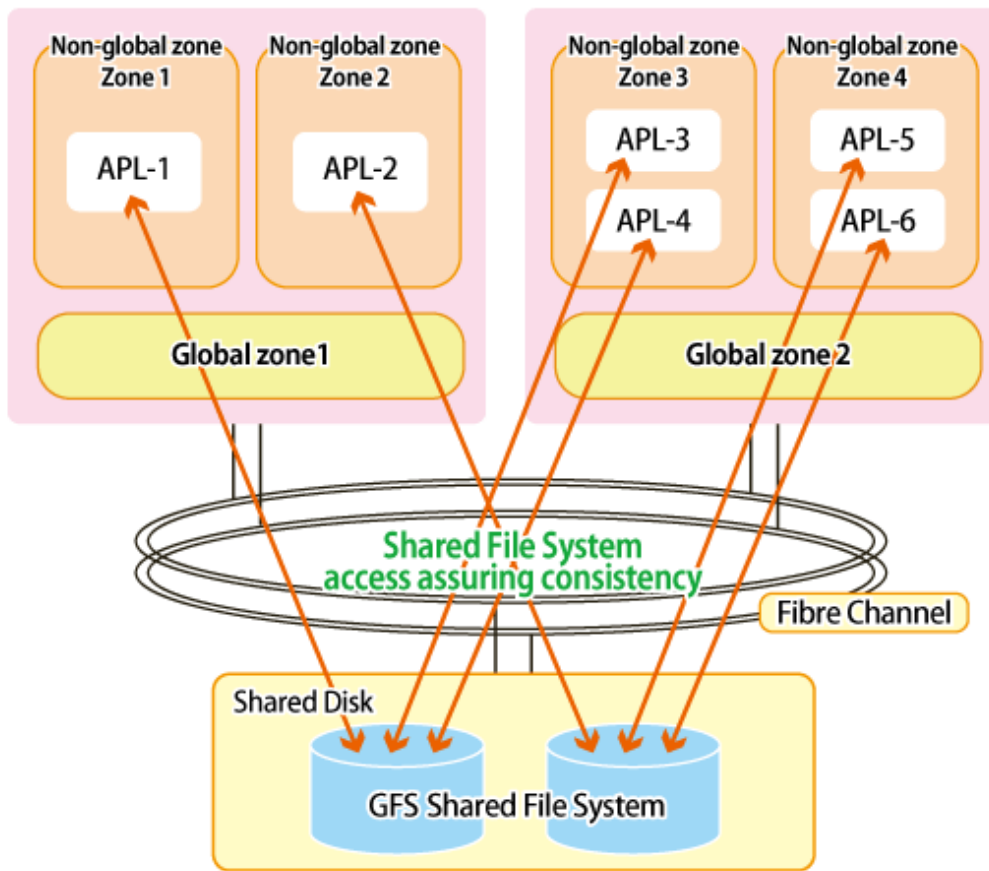 Non-global zone
Zone 1
Non-global zone
Zone 2
Non-global zone
Zone 3
Non-global zone
Zone 4
APL-1
APL-2
APL-3
APL-4
APL-5
APL-6
Global zone1
Global zone 2
Shared File System
access assuring consistency
Fibre Channel
Shared Disk
GFS Shared File System